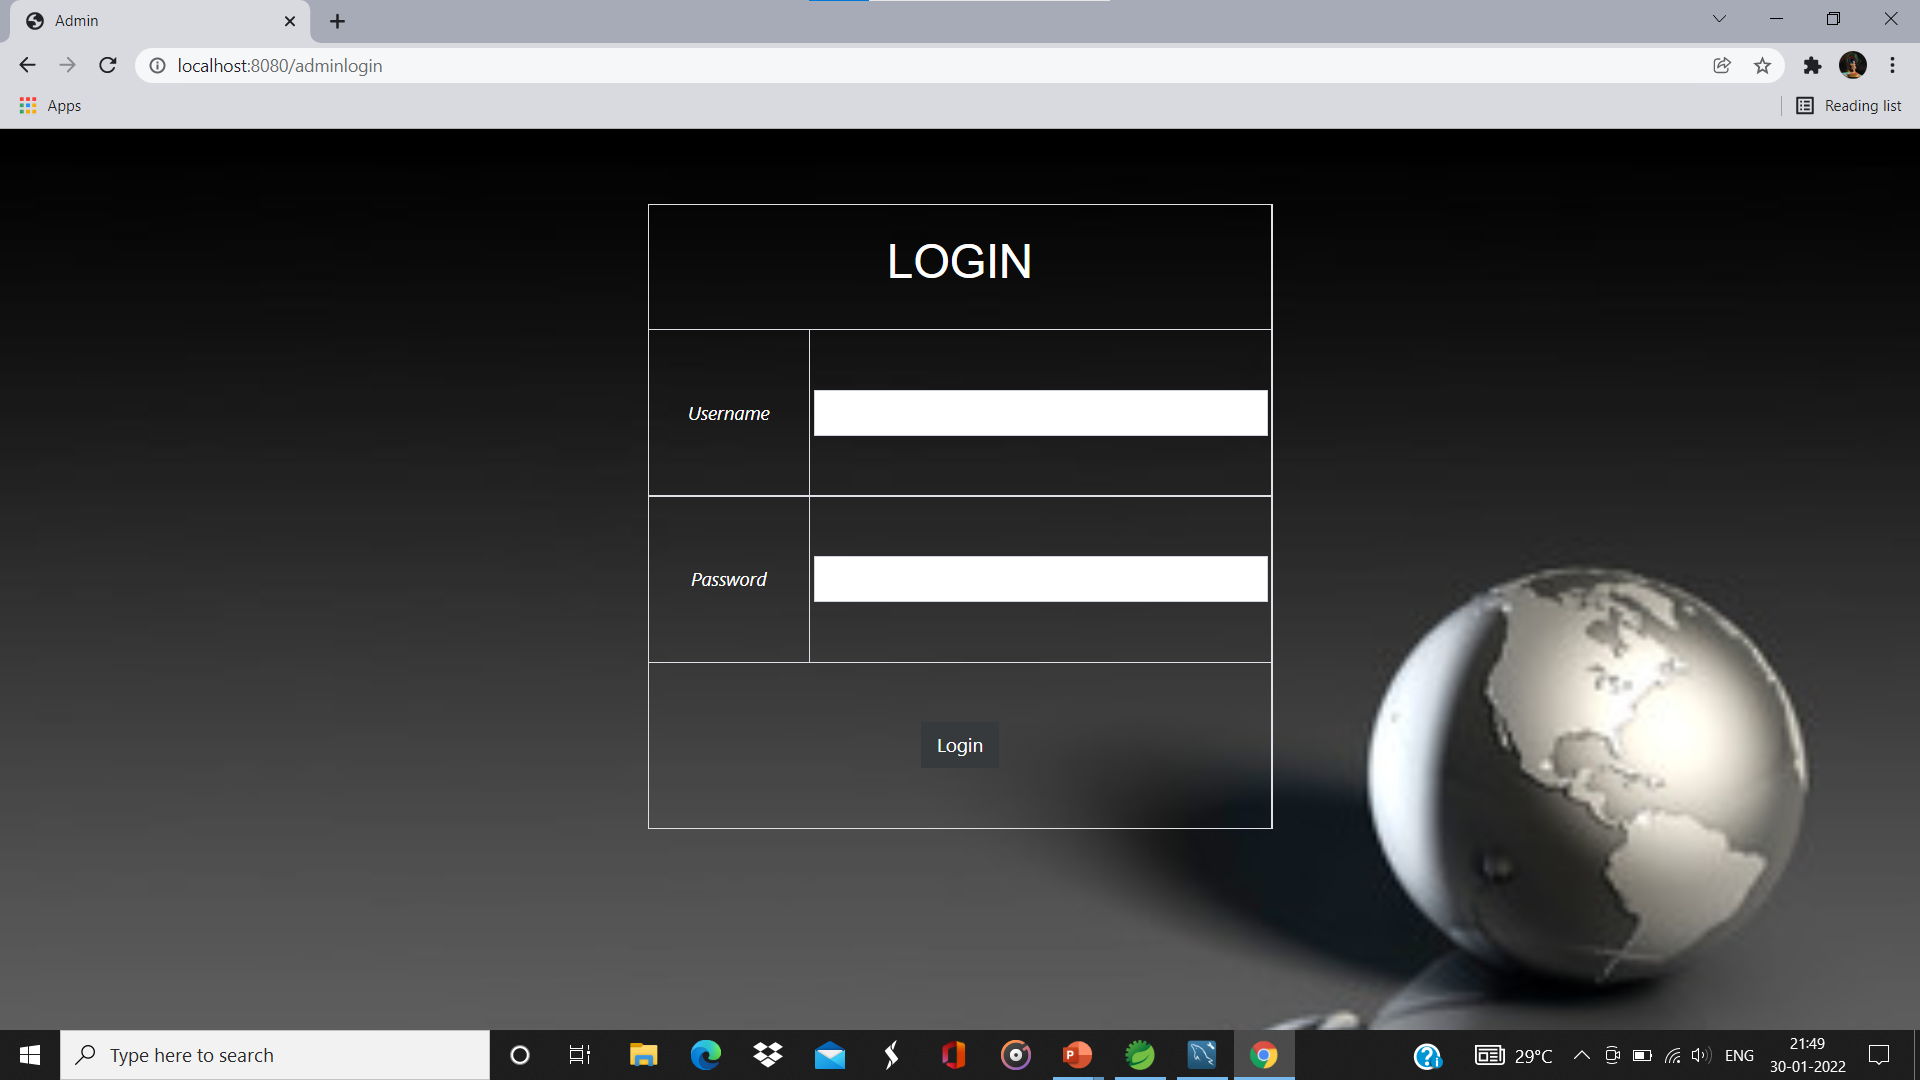 Admin
localhost:8080/adminlogin
Apps
Reading list
LOGIN
Username
Password
Login
Type here to search
29°C
ENG
21:49
30-01-2022